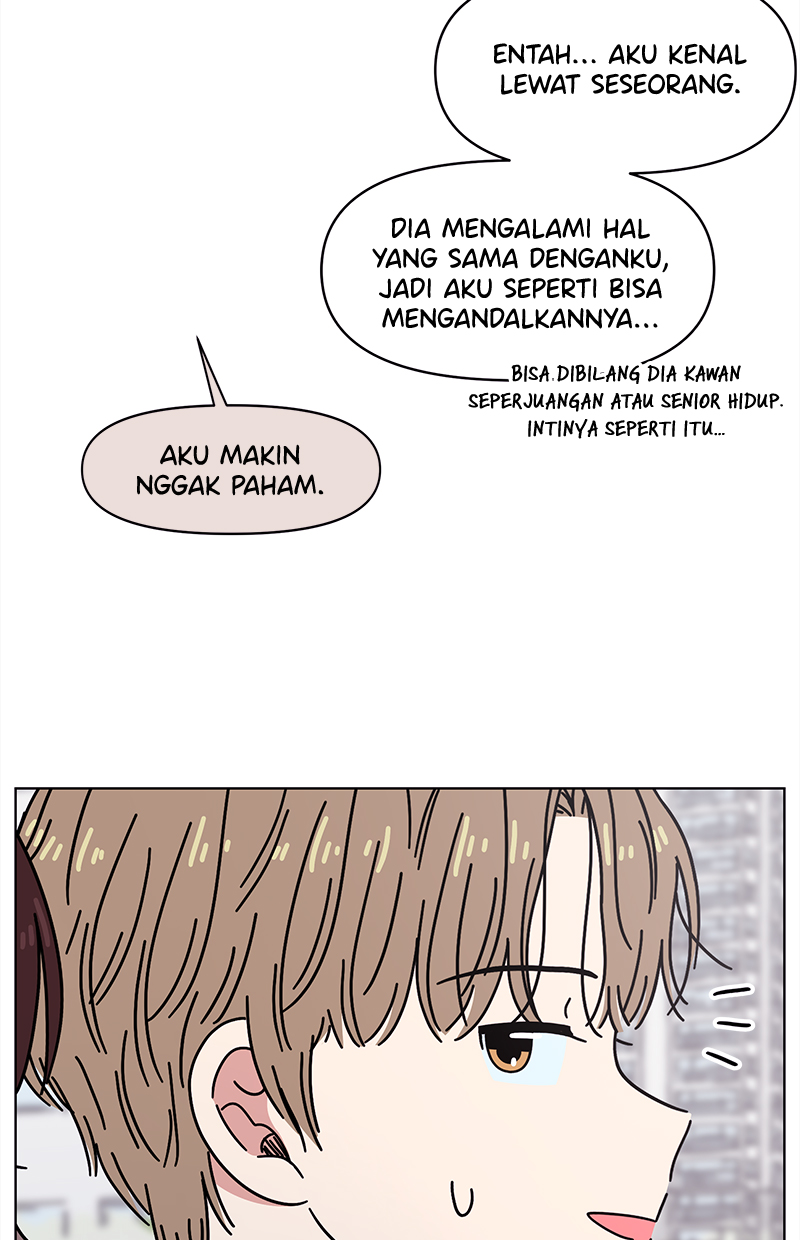 ENTAH... AKU KENAL
LEWAT SESEORANG.
DIA MENGALAMI HAL
YANG SAMA DENGANKU,
JADI AKU SEPERTI BISA
MENGANDALKANNYA...
BISA DIBILANG DIA KAWAN
SEPERJUANGAN ATAU SENIOR HIDUP.
INTINYA SEPERTI ITU...
AKU MAKIN
NGGAK PAHAM.